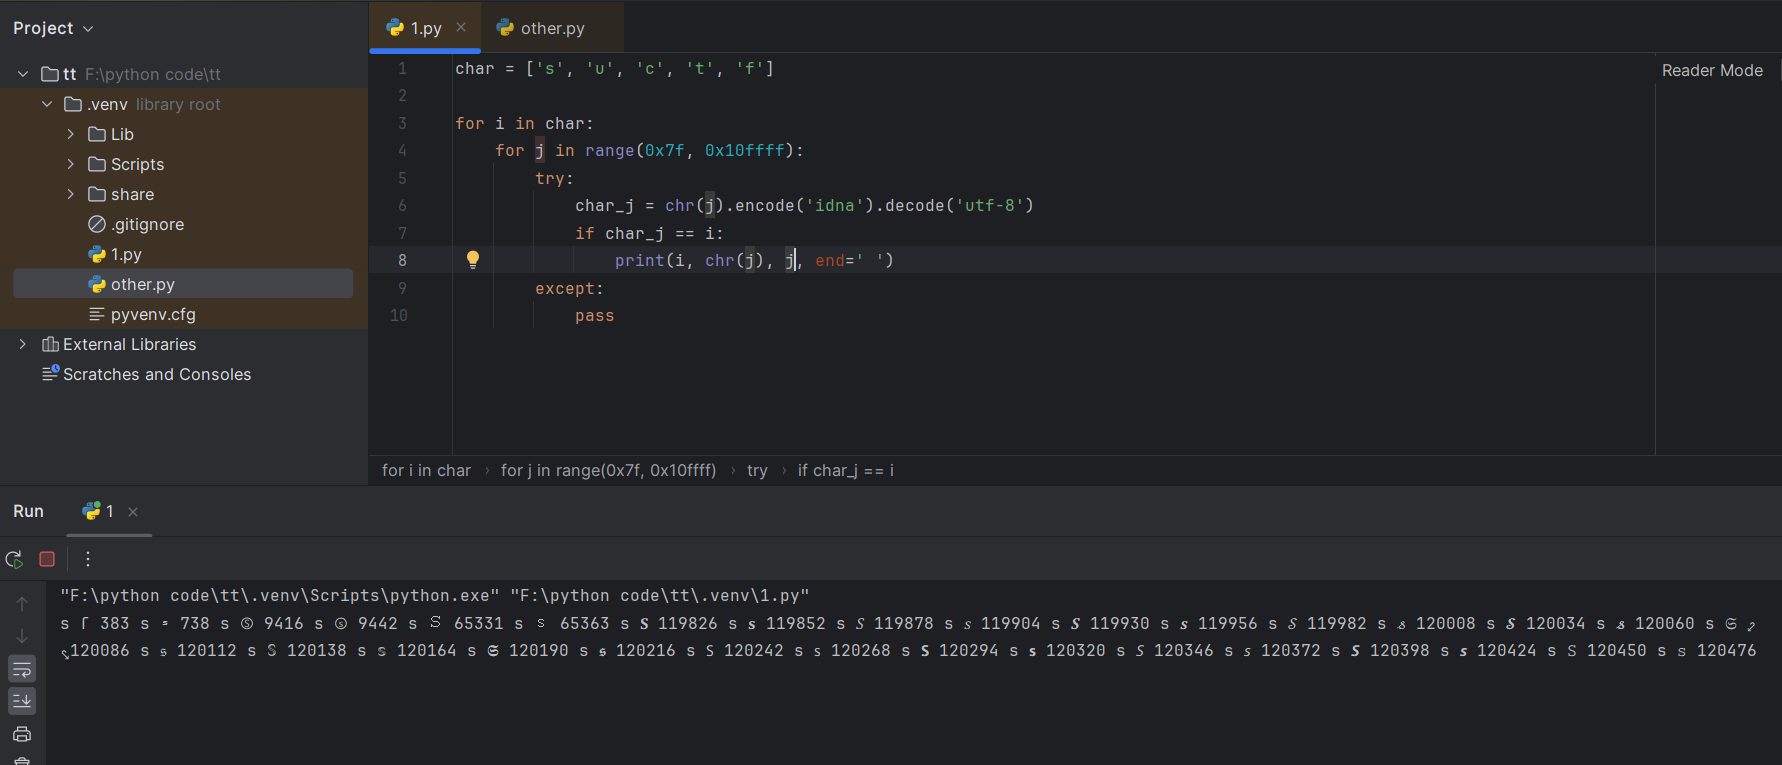 Project
tt F:\python code\tt
.venv library root
Lib
Scripts
share
.gitignore
1.py
other.py
pyvenv.cfg
External Libraries
Scratches and Consoles
1.py other.py
Reader Mode
1 char = ['s', 'u', 'c', 't', 'f']
2
3 for i in char:
4 for j in range(0x7f, 0x10ffff):
5 try:
6 char_j = chr(j).encode('idna').decode('utf-8')
7 if char_j == i:
8 print(i, chr(j), j, end=' ')
9 except:
10 pass
for i in char › for j in range(0x7f, 0x10ffff) › try › if char_j == i
Run 1
"F:\python code\tt\.venv\Scripts\python.exe" "F:\python code\tt\.venv\1.py"
s ſ 383 s ˢ 738 s Ⓢ 9416 s ⓢ 9442 s Ｓ 65331 s ｓ 65363 s 𝐒 119826 s 𝐬 119852 s 𝑆 119878 s 𝑠 119904 s 𝑺 119930 s 𝒔 119956 s 𝒮 119982 s 𝓈 120008 s 𝓢 120034 s 𝓼 120060 s 𝔖
120086 s 𝔰 120112 s 𝕊 120138 s 𝕤 120164 s 𝕾 120190 s 𝖘 120216 s 𝖲 120242 s 𝗌 120268 s 𝗦 120294 s 𝘀 120320 s 𝘚 120346 s 𝘴 120372 s 𝙎 120398 s 𝙨 120424 s 𝚂 120450 s 𝚜 120476